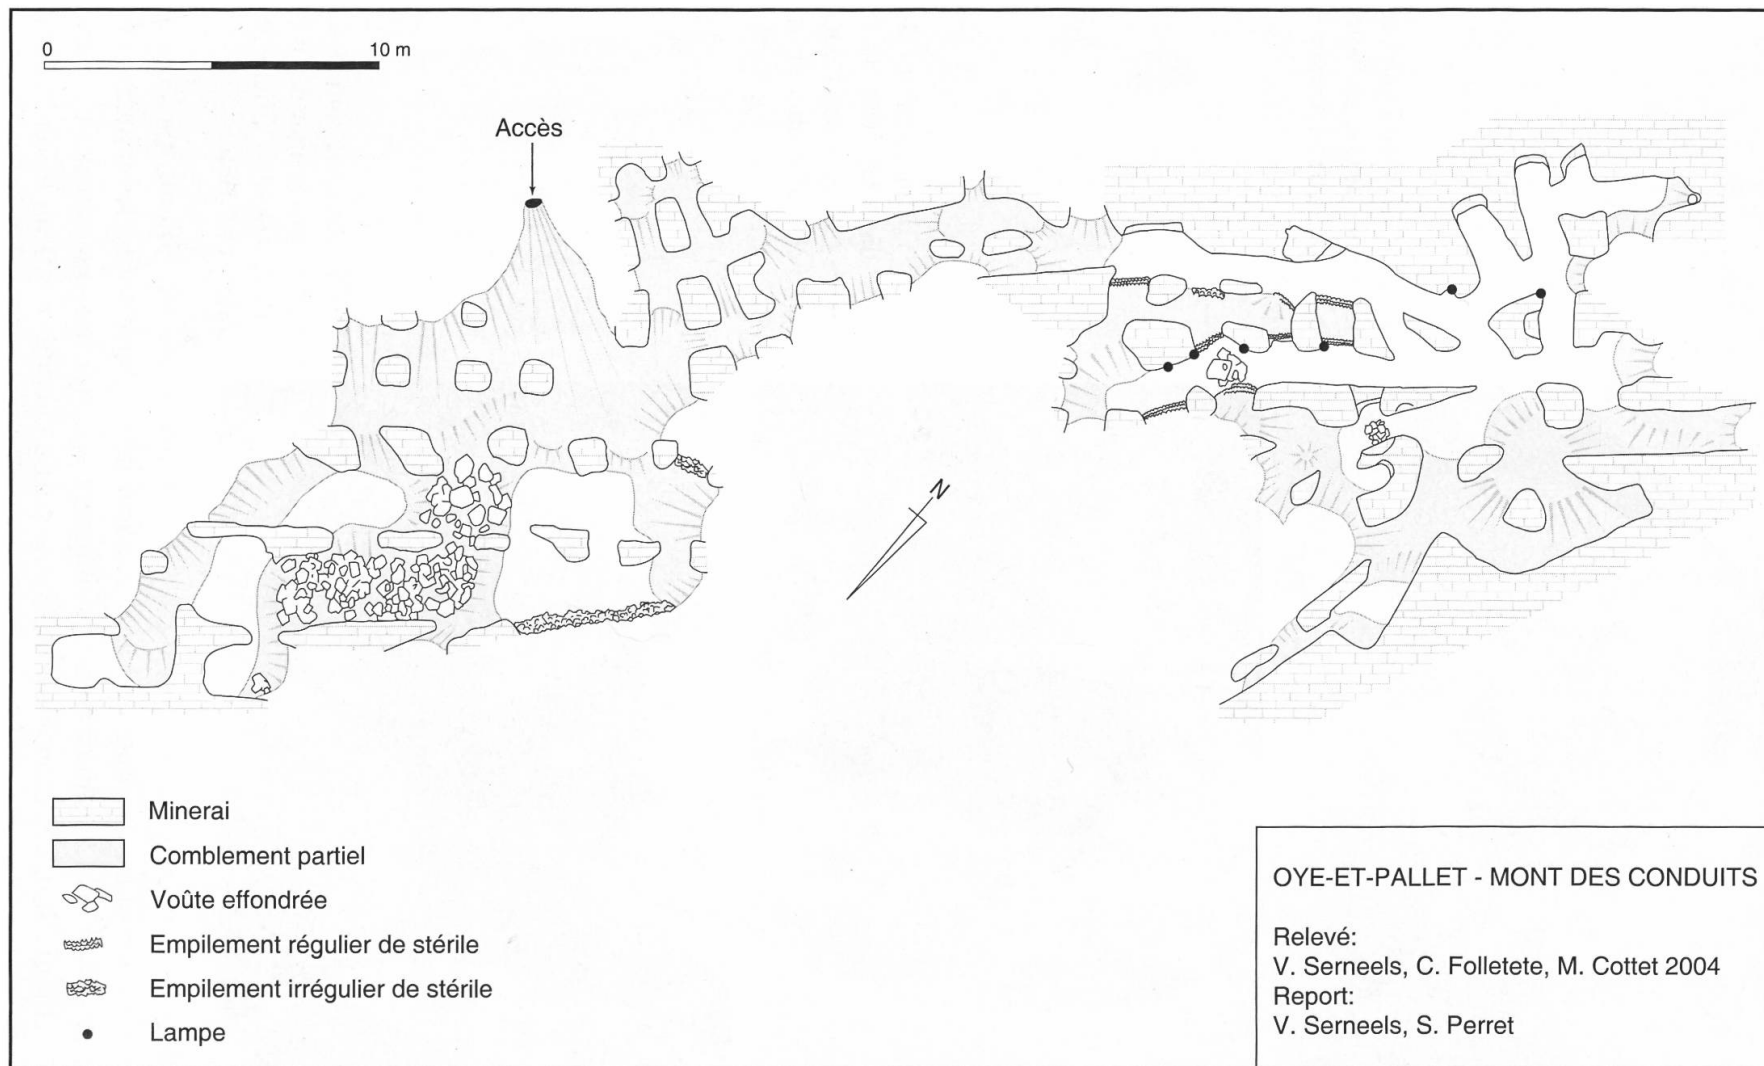 0 10 m
Accès
N
Minerai
Comblement partiel
Voûte effondrée
Empilement régulier de stérile
Empilement irrégulier de stérile
Lampe
OYE-ET-PALLET - MONT DES CONDUITS
Relevé:
V. Serneels, C. Folletete, M. Cottet 2004
Report:
V. Serneels, S. Perret